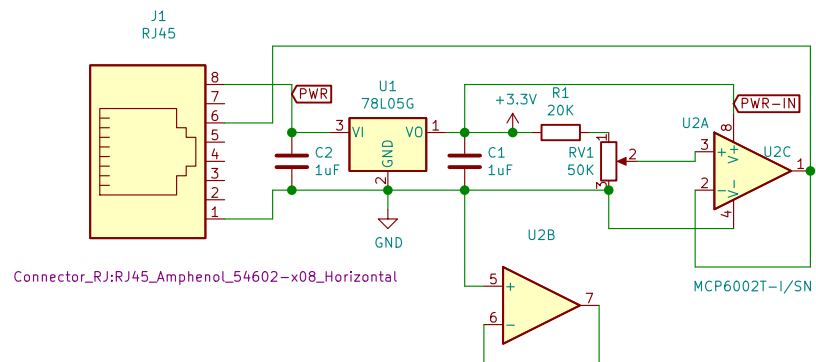 J1
RJ45
8
7
6
5
4
3
2
1
PWR
U1
78L05G
3
VI
VO
1
GND
2
C2
1uF
C1
1uF
GND
+3.3V
R1
20K
1
RV1
50K
2
3
PWR-IN
U2A
8
U2C
3
+
V+
1
2
−
V−
4
MCP6002T-I/SN
U2B
5
+
7
6
−
Connector_RJ:RJ45_Amphenol_54602-x08_Horizontal